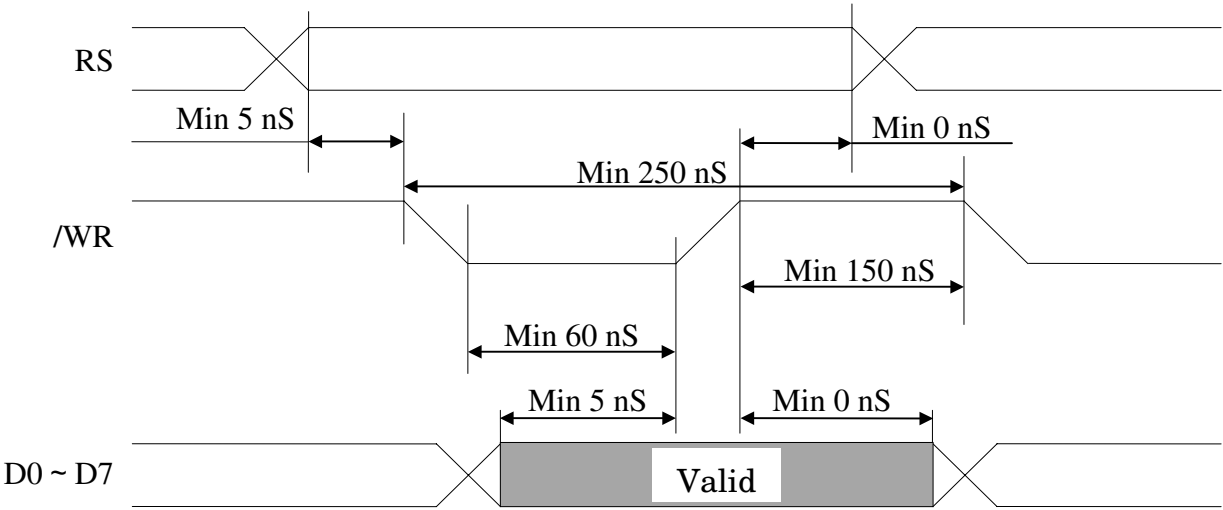 RS
Min 5 nS
Min 0 nS
Min 250 nS
/WR
Min 150 nS
Min 60 nS
Min 5 nS
Min 0 nS
D0 ~ D7
Valid